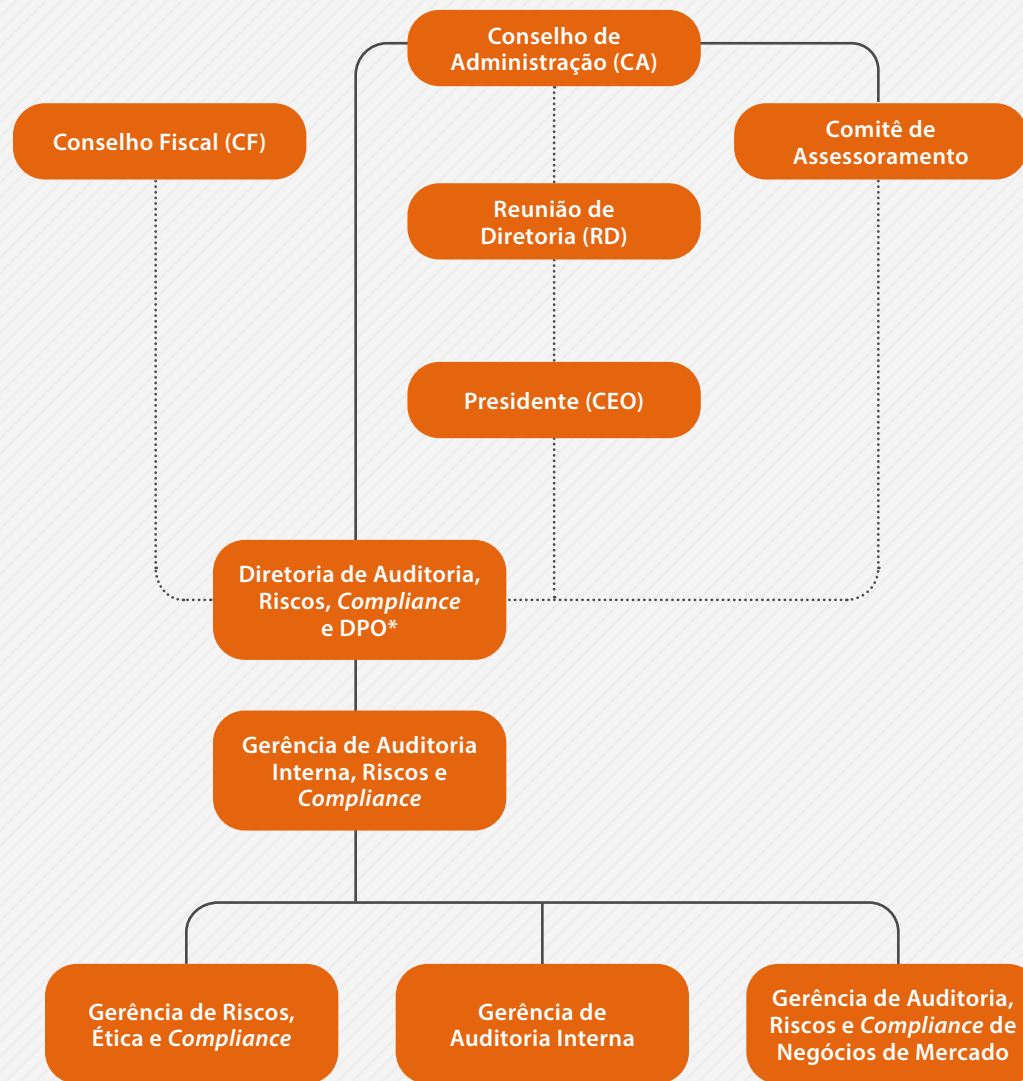 Conselho de
Administração (CA)
Conselho Fiscal (CF)
Comitê de
Assessoramento
Reunião de
Diretoria (RD)
Presidente (CEO)
Diretoria de Auditoria,
Riscos, Compliance
e DPO*
Gerência de Auditoria
Interna, Riscos e
Compliance
Gerência de Riscos,
Ética e Compliance
Gerência de
Auditoria Interna
Gerência de Auditoria,
Riscos e Compliance de
Negócios de Mercado